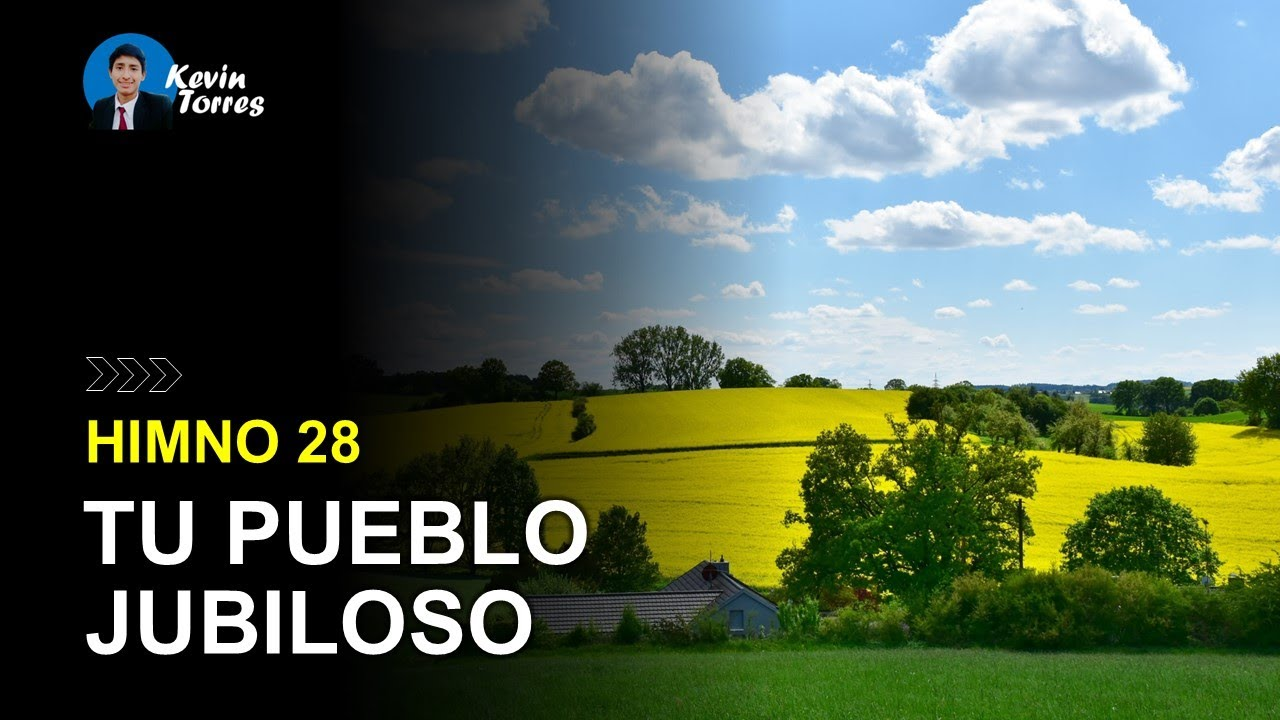 Kevin
Torres
HIMNO 28
TU PUEBLO
JUBILOSO